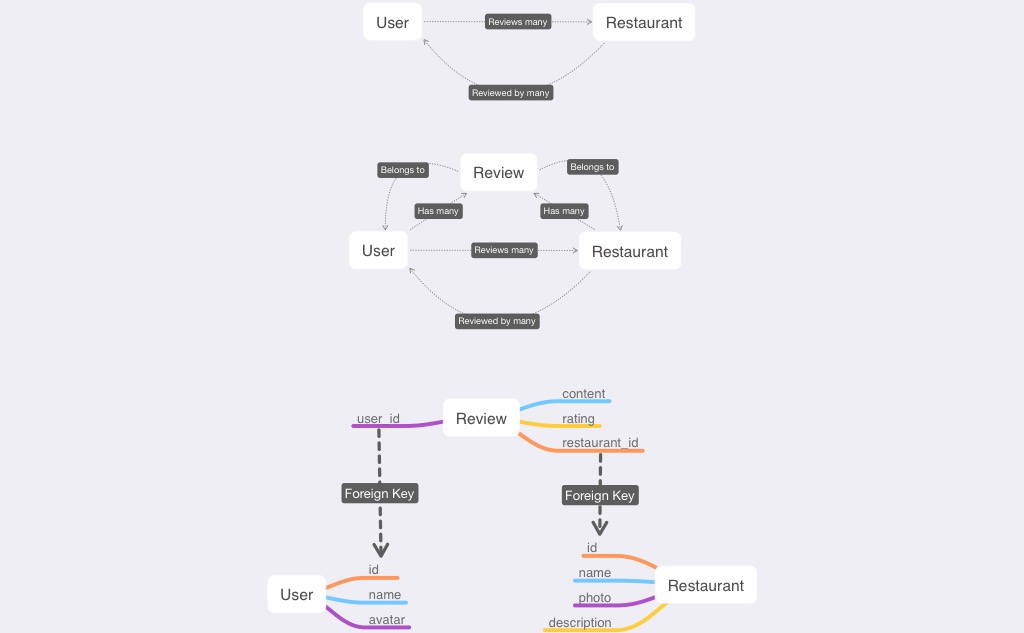 User
Reviews many
Restaurant
Reviewed by many
Belongs to
Review
Belongs to
Has many
Has many
User
Reviews many
Restaurant
Reviewed by many
content
user_id
Review
rating
restaurant_id
Foreign Key
Foreign Key
id
id
name
Restaurant
User
name
photo
avatar
description